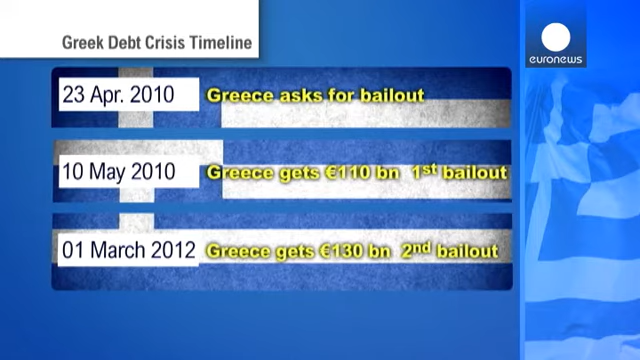 Greek Debt Crisis Timeline
euronews
23 Apr. 2010 Greece asks for bailout
10 May 2010 Greece gets €110 bn 1st bailout
01 March 2012 Greece gets €130 bn 2nd bailout